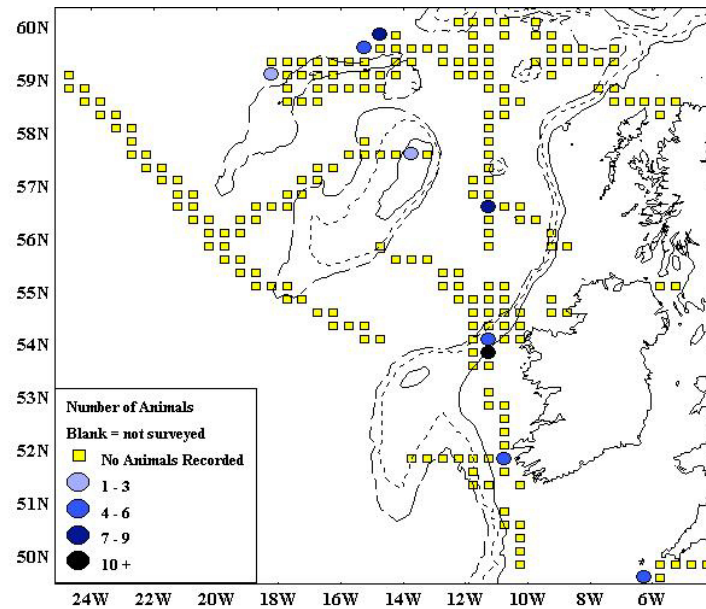 60N
59N
58N
57N
56N
55N
54N
53N
52N
51N
50N
Number of Animals
Blank = not surveyed
No Animals Recorded
1 - 3
4 - 6
7 - 9
10 +
24W 22W 20W 18W 16W 14W 12W 10W 8W 6W